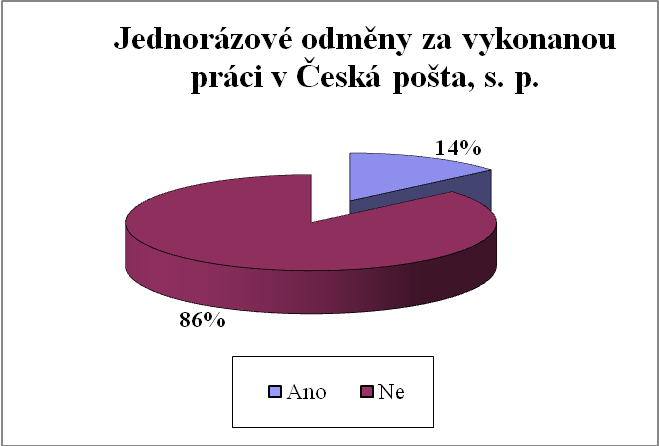 Jednorázové odměny za vykonanou
práci v Česká pošta, s. p.
14%
86%
Ano
Ne